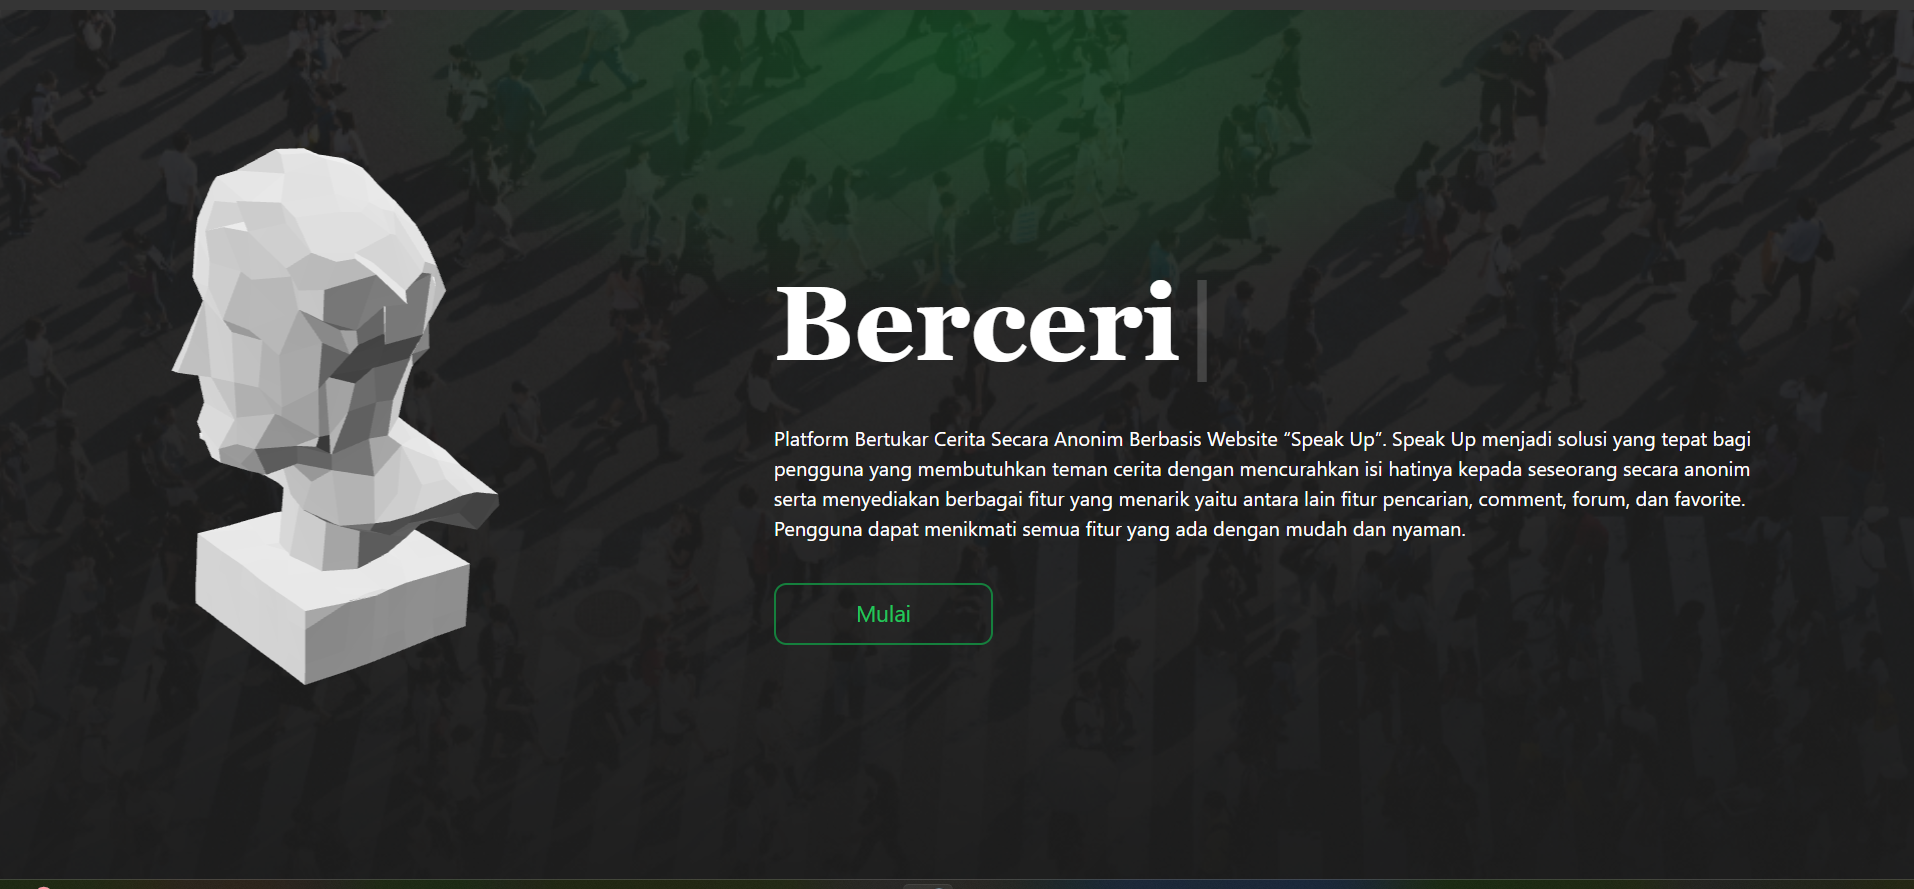 Berceri
Platform Bertukar Cerita Secara Anonim Berbasis Website “Speak Up”. Speak Up menjadi solusi yang tepat bagi
pengguna yang membutuhkan teman cerita dengan mencurahkan isi hatinya kepada seseorang secara anonim
serta menyediakan berbagai fitur yang menarik yaitu antara lain fitur pencarian, comment, forum, dan favorite.
Pengguna dapat menikmati semua fitur yang ada dengan mudah dan nyaman.
Mulai